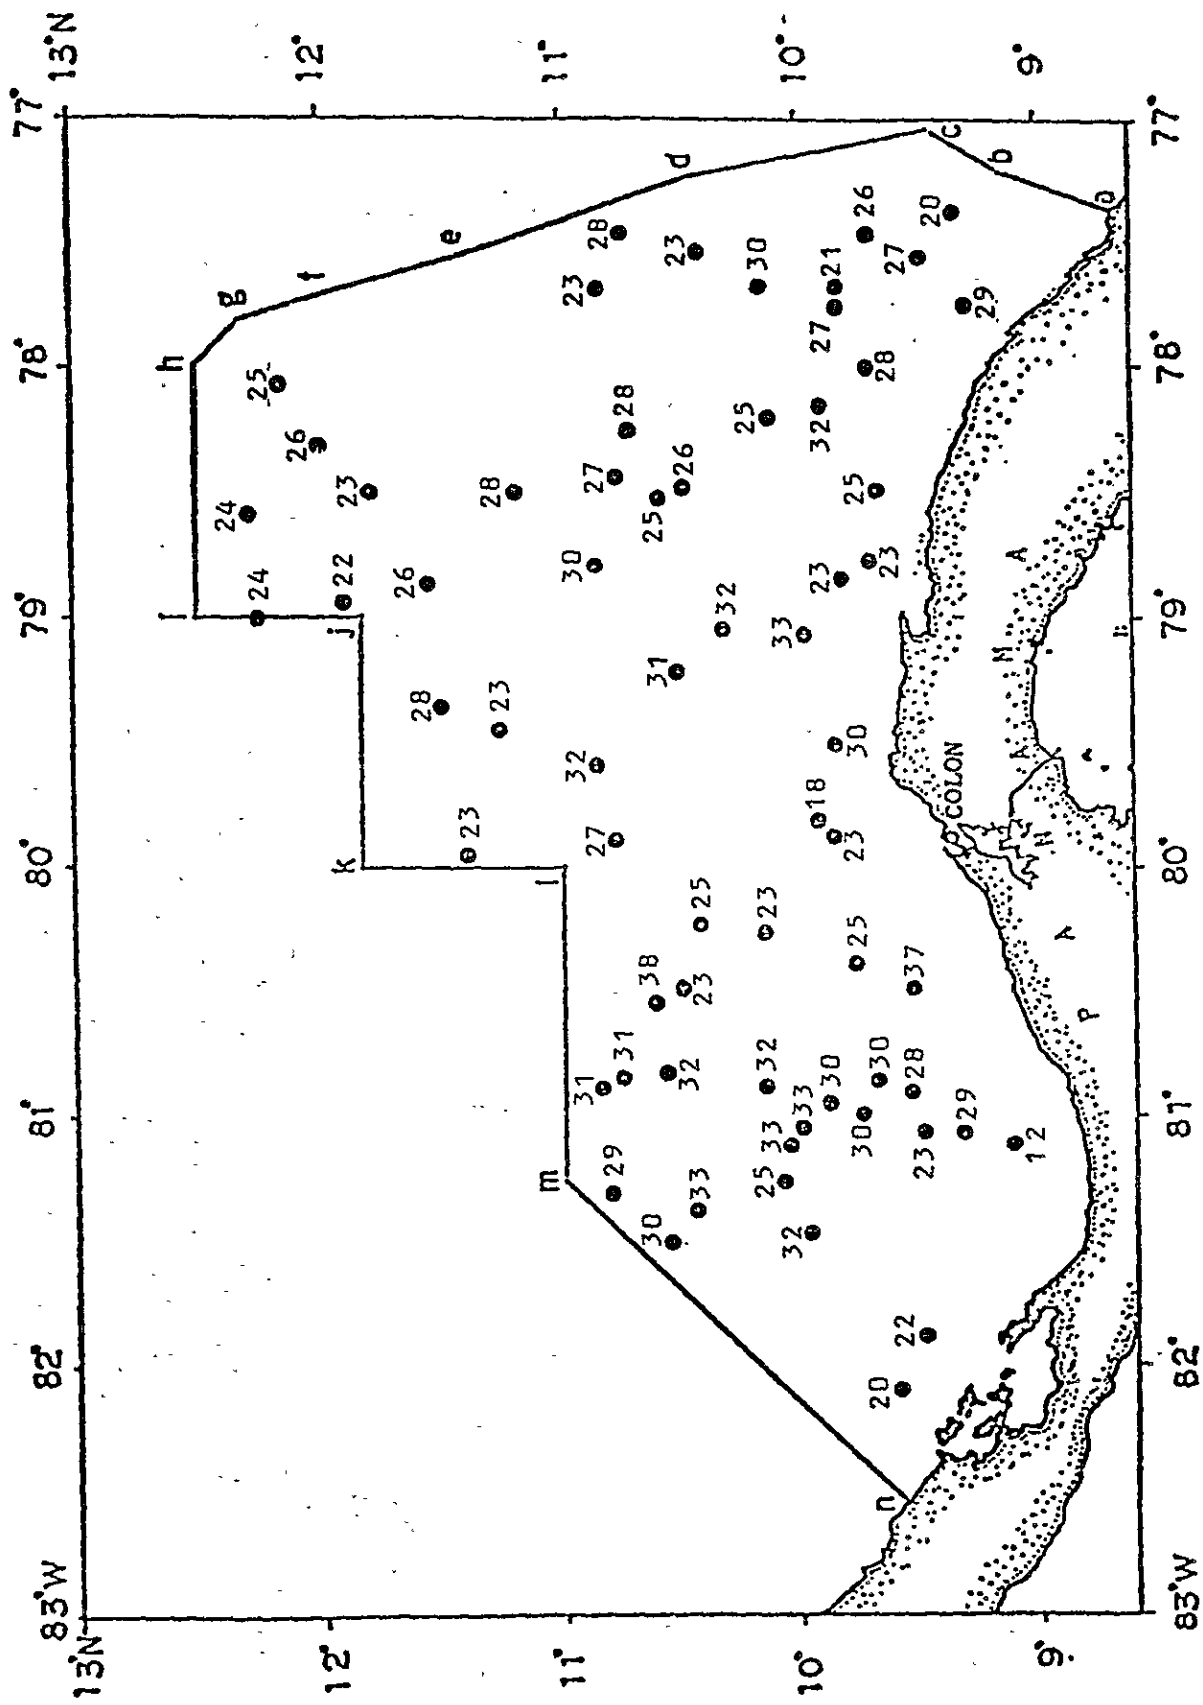 83°W 82° 81° 80° 79° 78° 77°
13°N 13°N
h
i g
24 24 26 25
f
12° 12°
k j 22 23
26 e
23 28
23 28
11° m l 11°
29 31 31 27 32 30 27 28 23 28
30 32 38 25 26
33 23 25 31 23 d
32
32 23 25 30
10° 25 33 33 10°
32 30 18 33 32 27 21
30 30 25 23 30 23 23 25 28 26
20 22 23 28 37 27 c
n 29 29 20
b
9° 12 COLON 9°
P A N A M A
a
83°W 82° 81° 80° 79° 78° 77°